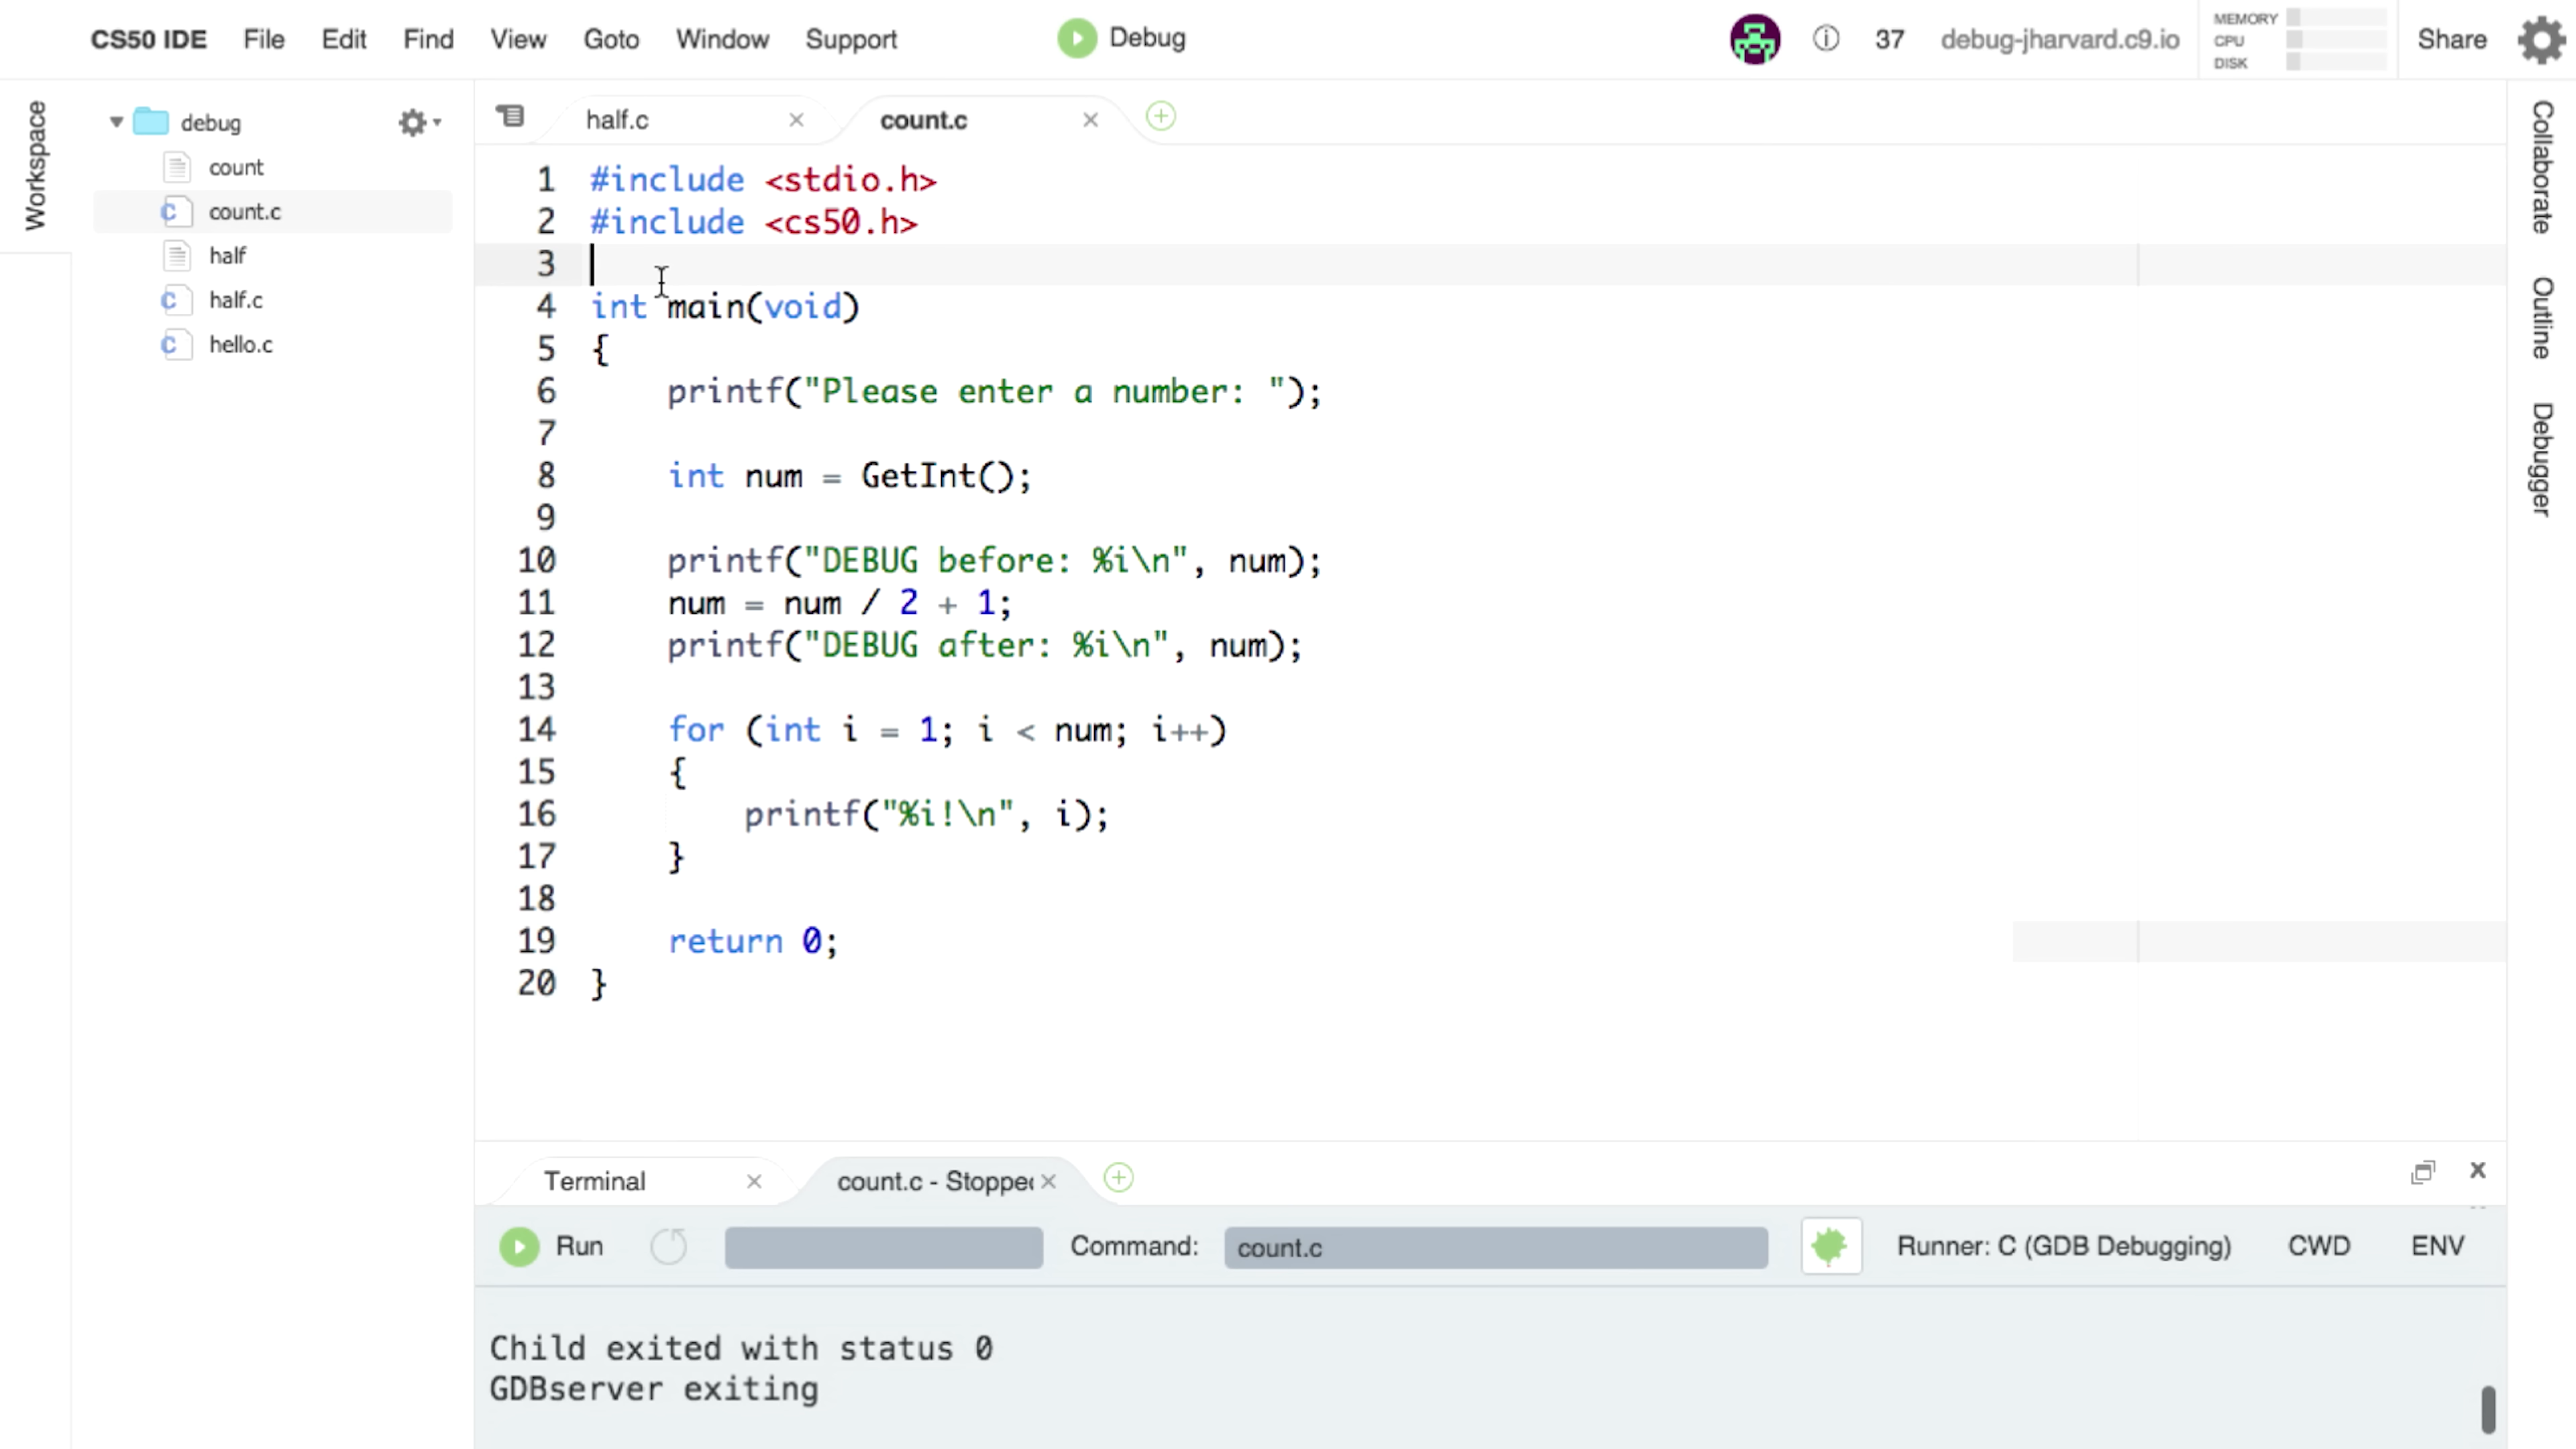 CS50 IDE File Edit Find View Goto Window Support Debug 37 debug-jharvard.c9.io MEMORY CPU DISK Share
Workspace
debug
count
count.c
half
half.c
hello.c
half.c count.c
1 #include <stdio.h>
2 #include <cs50.h>
3
4 int main(void)
5 {
6     printf("Please enter a number: ");
7
8     int num = GetInt();
9
10     printf("DEBUG before: %i\n", num);
11     num = num / 2 + 1;
12     printf("DEBUG after: %i\n", num);
13
14     for (int i = 1; i < num; i++)
15     {
16         printf("%i!\n", i);
17     }
18
19     return 0;
20 }
Collaborate
Outline
Debugger
Terminal count.c - Stopped
Run Command: count.c Runner: C (GDB Debugging) CWD ENV
Child exited with status 0
GDBserver exiting